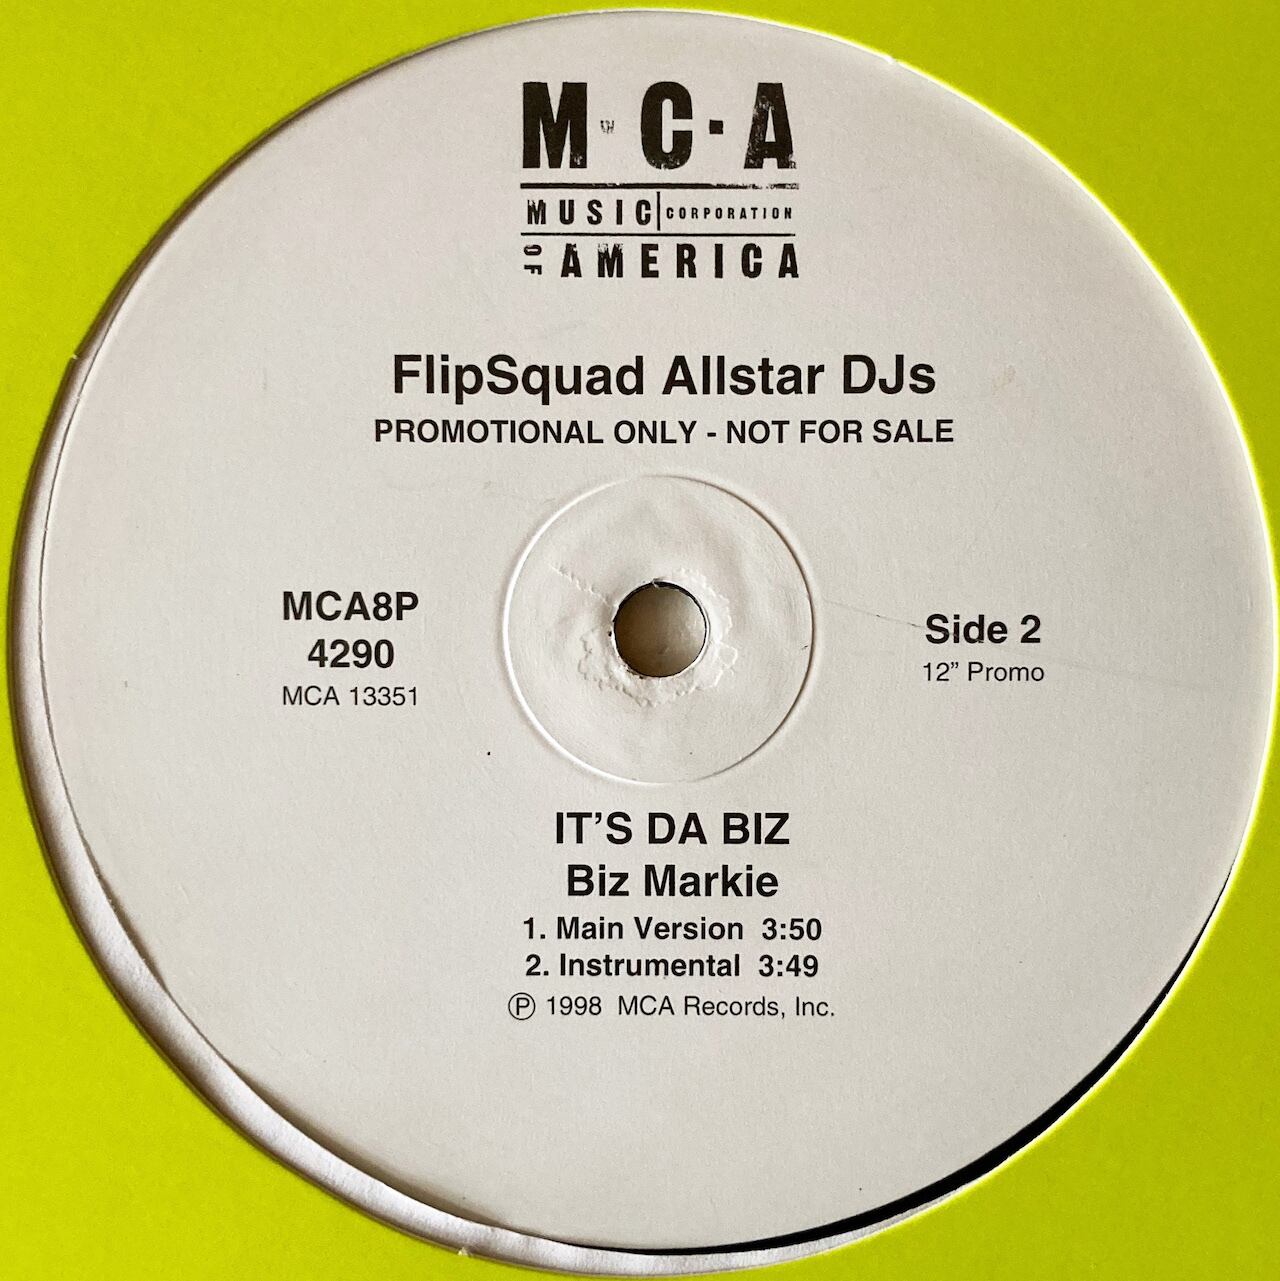 M·C·A
MUSIC CORPORATION
OF AMERICA
FlipSquad Allstar DJs
PROMOTIONAL ONLY - NOT FOR SALE
MCA8P
4290
MCA 13351
Side 2
12” Promo
IT’S DA BIZ
Biz Markie
1. Main Version 3:50
2. Instrumental 3:49
℗ 1998 MCA Records, Inc.